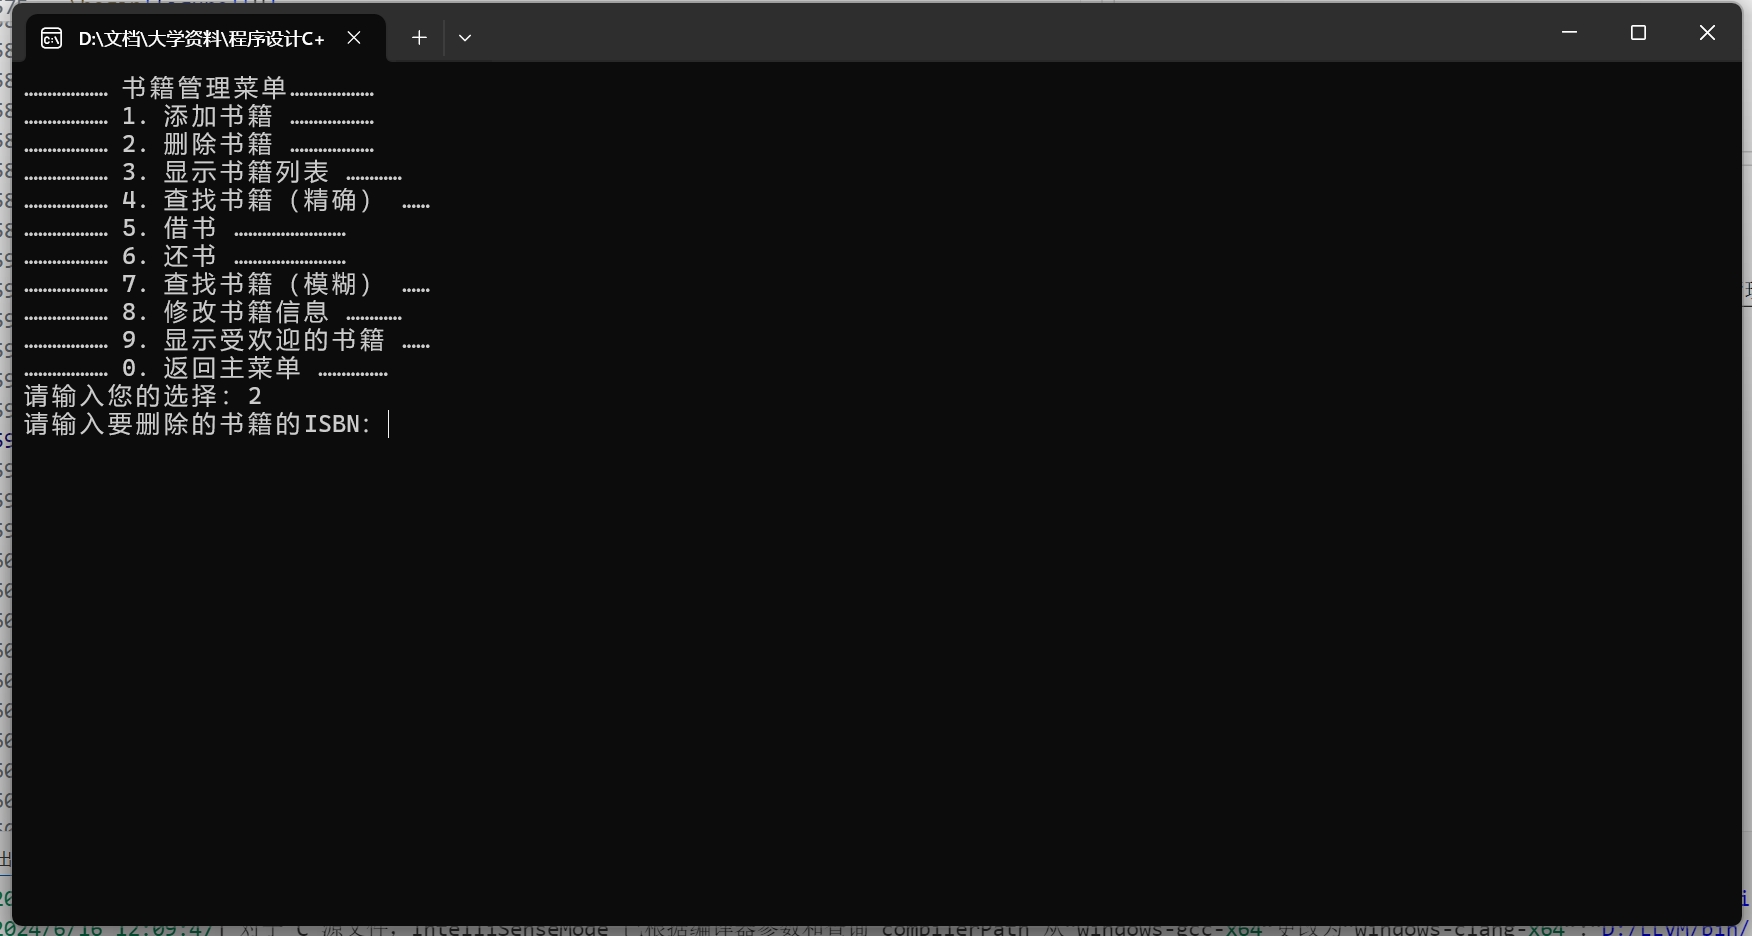 D:\文档\大学资料\程序设计C+
……………… 书籍管理菜单………………
……………… 1. 添加书籍 ………………
……………… 2. 删除书籍 ………………
……………… 3. 显示书籍列表 …………
……………… 4. 查找书籍（精确） ……
……………… 5. 借书 ……………………
……………… 6. 还书 ……………………
……………… 7. 查找书籍（模糊） ……
……………… 8. 修改书籍信息 …………
……………… 9. 显示受欢迎的书籍 ……
……………… 0. 返回主菜单 ……………
请输入您的选择: 2
请输入要删除的书籍的ISBN: